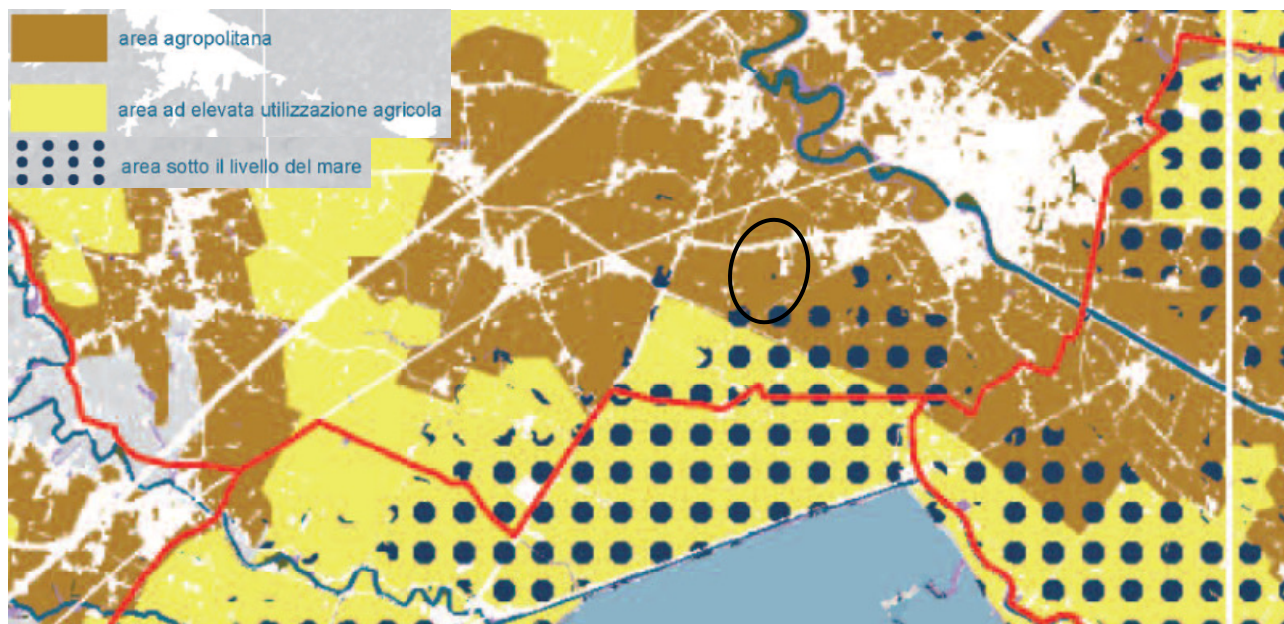 area agropolitana
area ad elevata utilizzazione agricola
area sotto il livello del mare